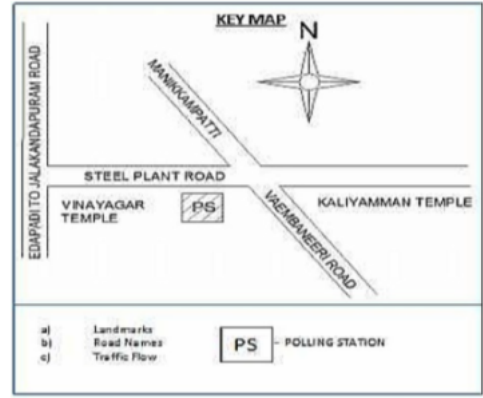 KEY MAP
N
EDAPADI TO JALAKANDAPURAM ROAD
MANIKKAMPATTI
STEEL PLANT ROAD
VINAYAGAR
TEMPLE
PS
KALIYAMMAN TEMPLE
VAEMBANEERI ROAD
a) Landmarks
b) Road Names
c) Traffic Flow
PS - POLLING STATION